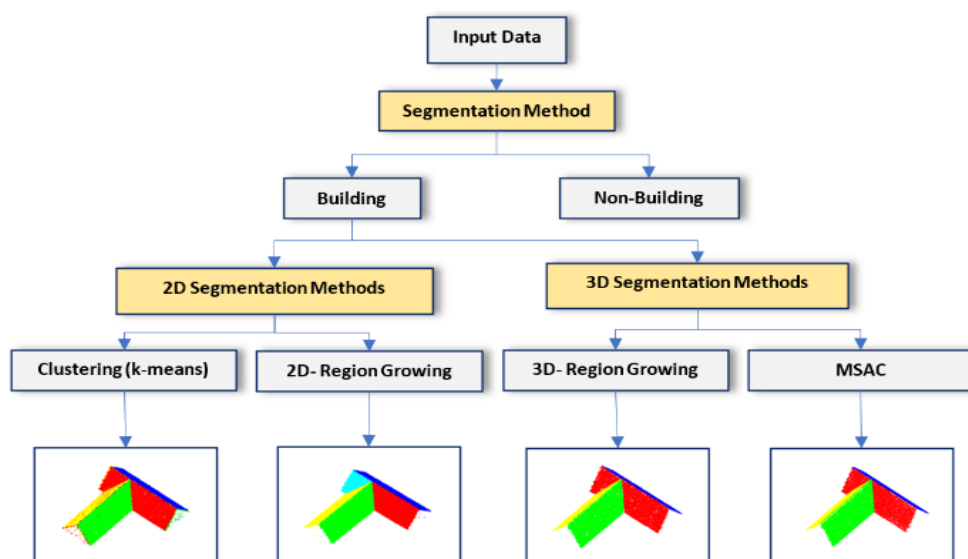 Input Data
Segmentation Method
Building
Non-Building
2D Segmentation Methods
3D Segmentation Methods
Clustering (k-means)
2D- Region Growing
3D- Region Growing
MSAC